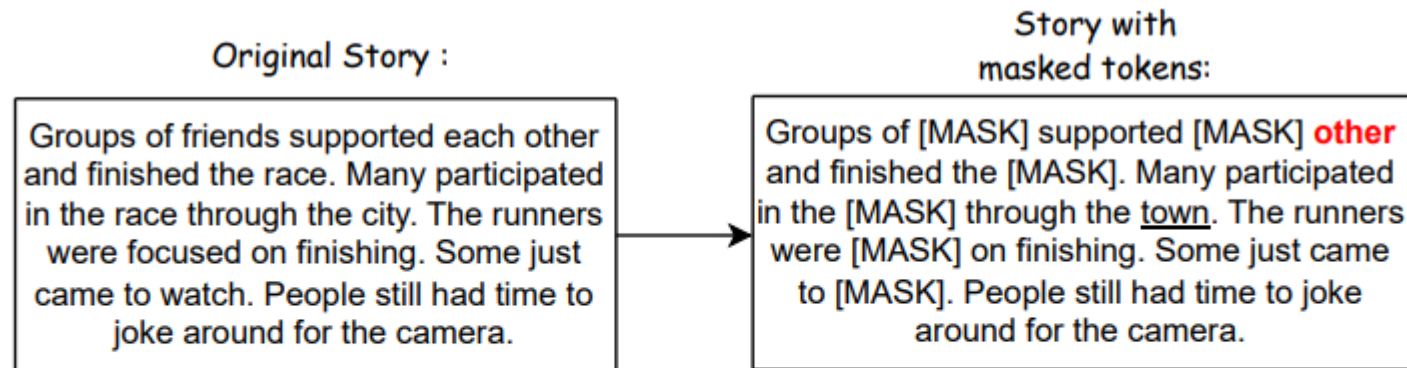 Original Story :
Groups of friends supported each other
and finished the race. Many participated
in the race through the city. The runners
were focused on finishing. Some just
came to watch. People still had time to
joke around for the camera.
Story with
masked tokens:
Groups of [MASK] supported [MASK] other
and finished the [MASK]. Many participated
in the [MASK] through the town. The runners
were [MASK] on finishing. Some just came
to [MASK]. People still had time to joke
around for the camera.